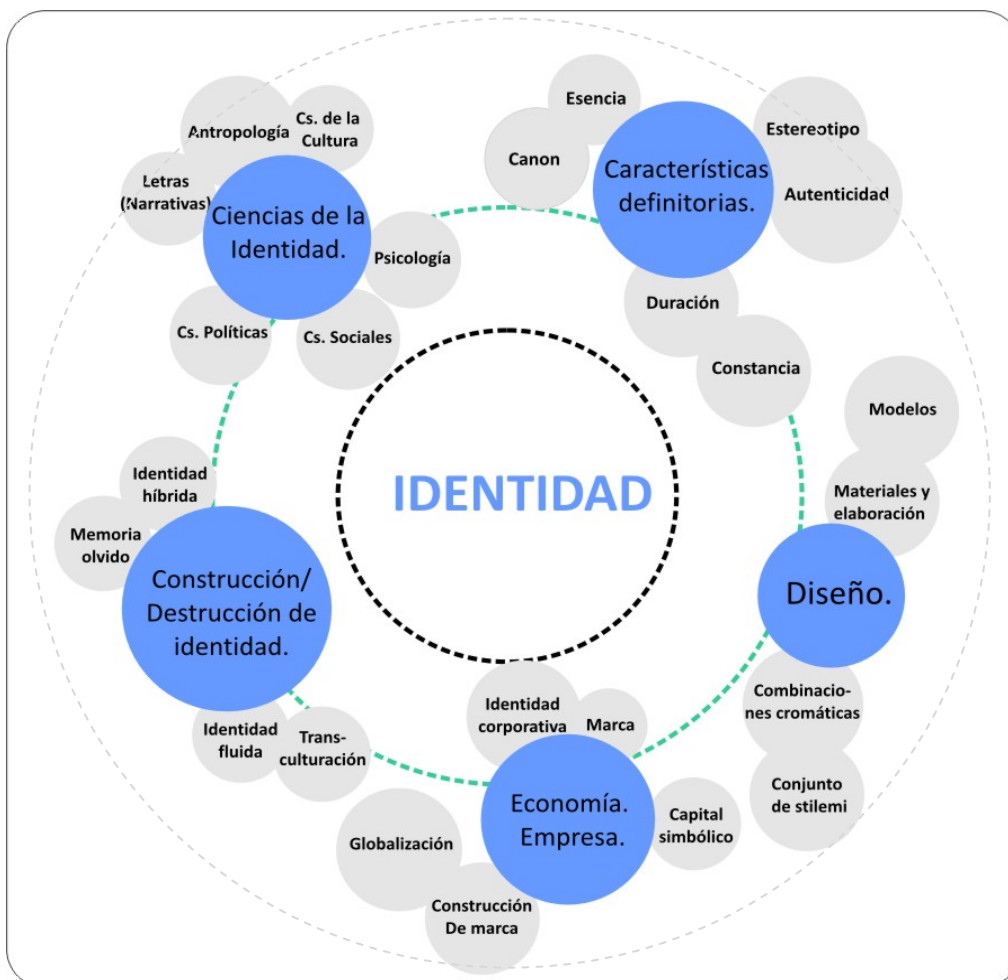 Antropología
Cs. de la
Cultura
Letras
(Narrativas)
Ciencias de la
Identidad.
Psicología
Cs. Políticas
Cs. Sociales
Esencia
Canon
Características
definitorias.
Estereotipo
Autenticidad
Duración
Constancia
IDENTIDAD
Modelos
Materiales y
elaboración
Diseño.
Combinacio-
nes cromáticas
Conjunto
de stilemi
Identidad
híbrida
Memoria
olvido
Construcción/
Destrucción de
identidad.
Identidad
fluida
Trans-
culturación
Identidad
corporativa
Marca
Economía.
Empresa.
Capital
simbólico
Globalización
Construcción
De marca